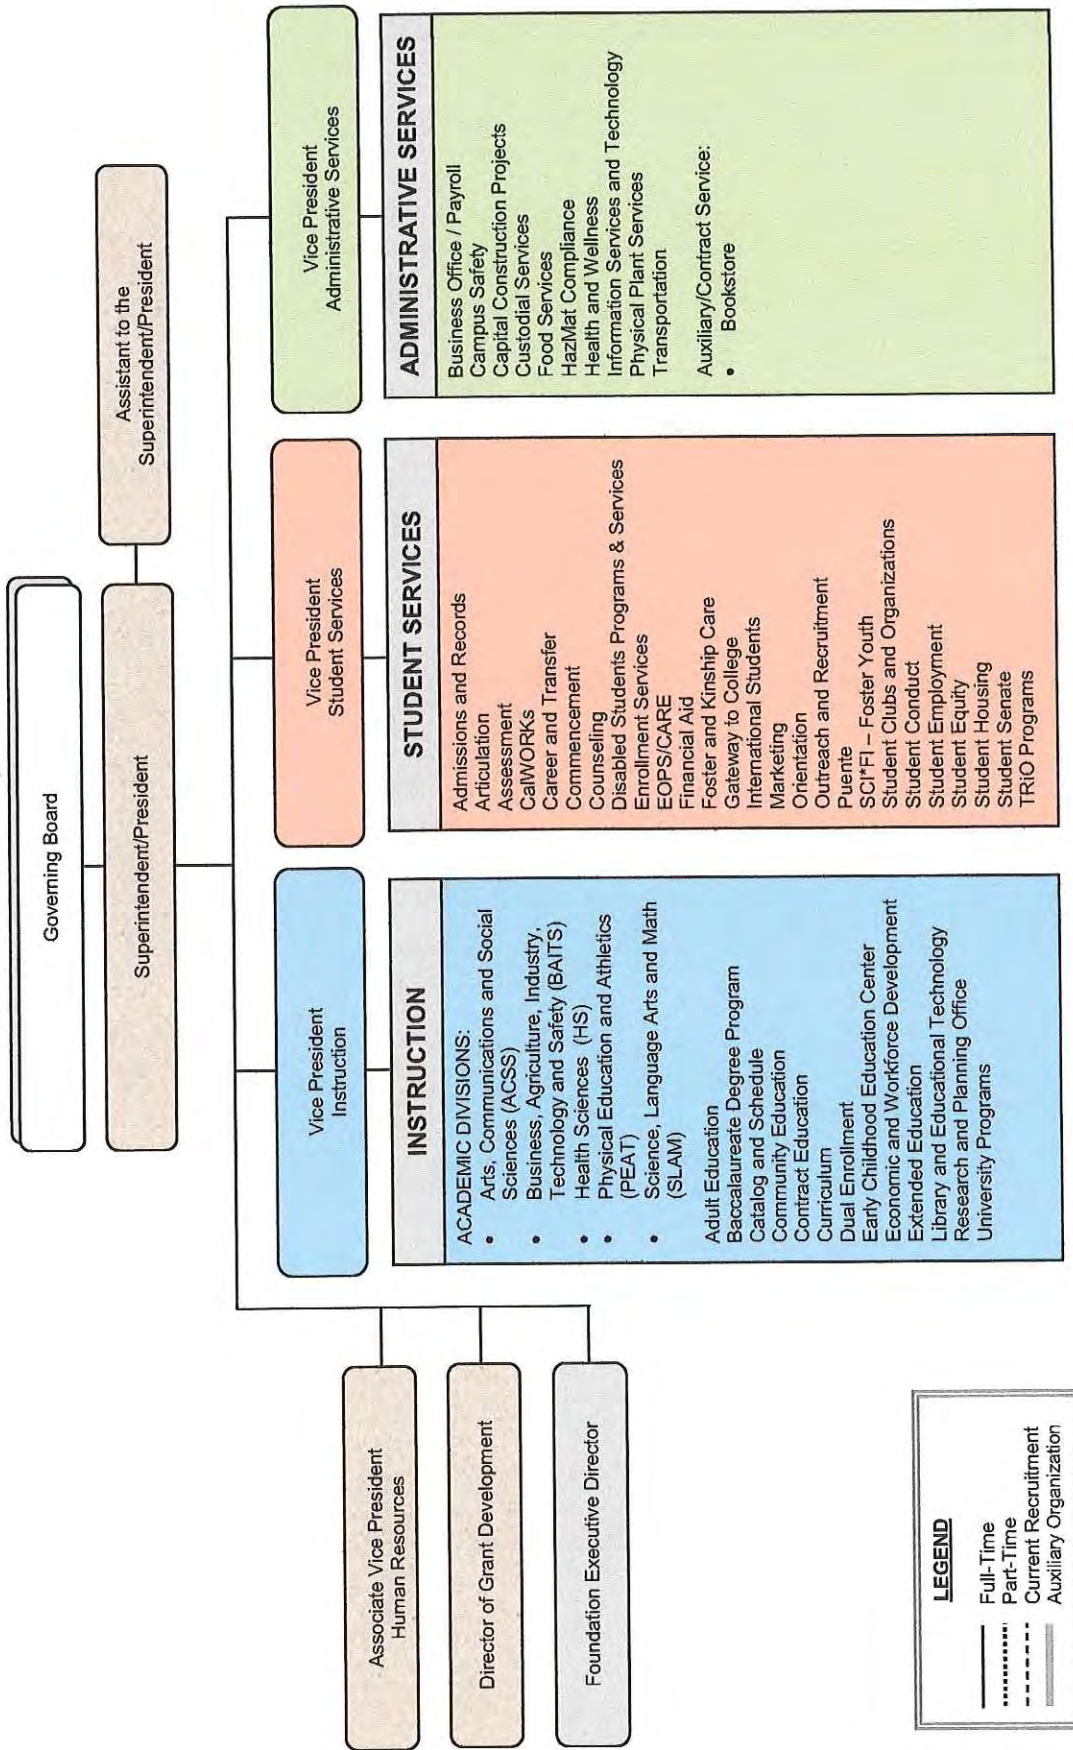 Governing Board
Superintendent/President
Assistant to the
Superintendent/President
Associate Vice President
Human Resources
Director of Grant Development
Foundation Executive Director
Vice President
Instruction
INSTRUCTION
ACADEMIC DIVISIONS:
• Arts, Communications and Social
Sciences (ACSS)
• Business, Agriculture, Industry,
Technology and Safety (BAITS)
• Health Sciences (HS)
• Physical Education and Athletics
(PEAT)
• Science, Language Arts and Math
(SLAM)
Adult Education
Baccalaureate Degree Program
Catalog and Schedule
Community Education
Contract Education
Curriculum
Dual Enrollment
Early Childhood Education Center
Economic and Workforce Development
Extended Education
Library and Educational Technology
Research and Planning Office
University Programs
Vice President
Student Services
STUDENT SERVICES
Admissions and Records
Articulation
Assessment
CalWORKs
Career and Transfer
Commencement
Counseling
Disabled Students Programs & Services
Enrollment Services
EOPS/CARE
Financial Aid
Foster and Kinship Care
Gateway to College
International Students
Marketing
Orientation
Outreach and Recruitment
Puente
SCI*FI – Foster Youth
Student Clubs and Organizations
Student Conduct
Student Employment
Student Equity
Student Housing
Student Senate
TRiO Programs
Vice President
Administrative Services
ADMINISTRATIVE SERVICES
Business Office / Payroll
Campus Safety
Capital Construction Projects
Custodial Services
Food Services
HazMat Compliance
Health and Wellness
Information Services and Technology
Physical Plant Services
Transportation
Auxiliary/Contract Service:
• Bookstore
LEGEND
Full-Time
Part-Time
Current Recruitment
Auxiliary Organization